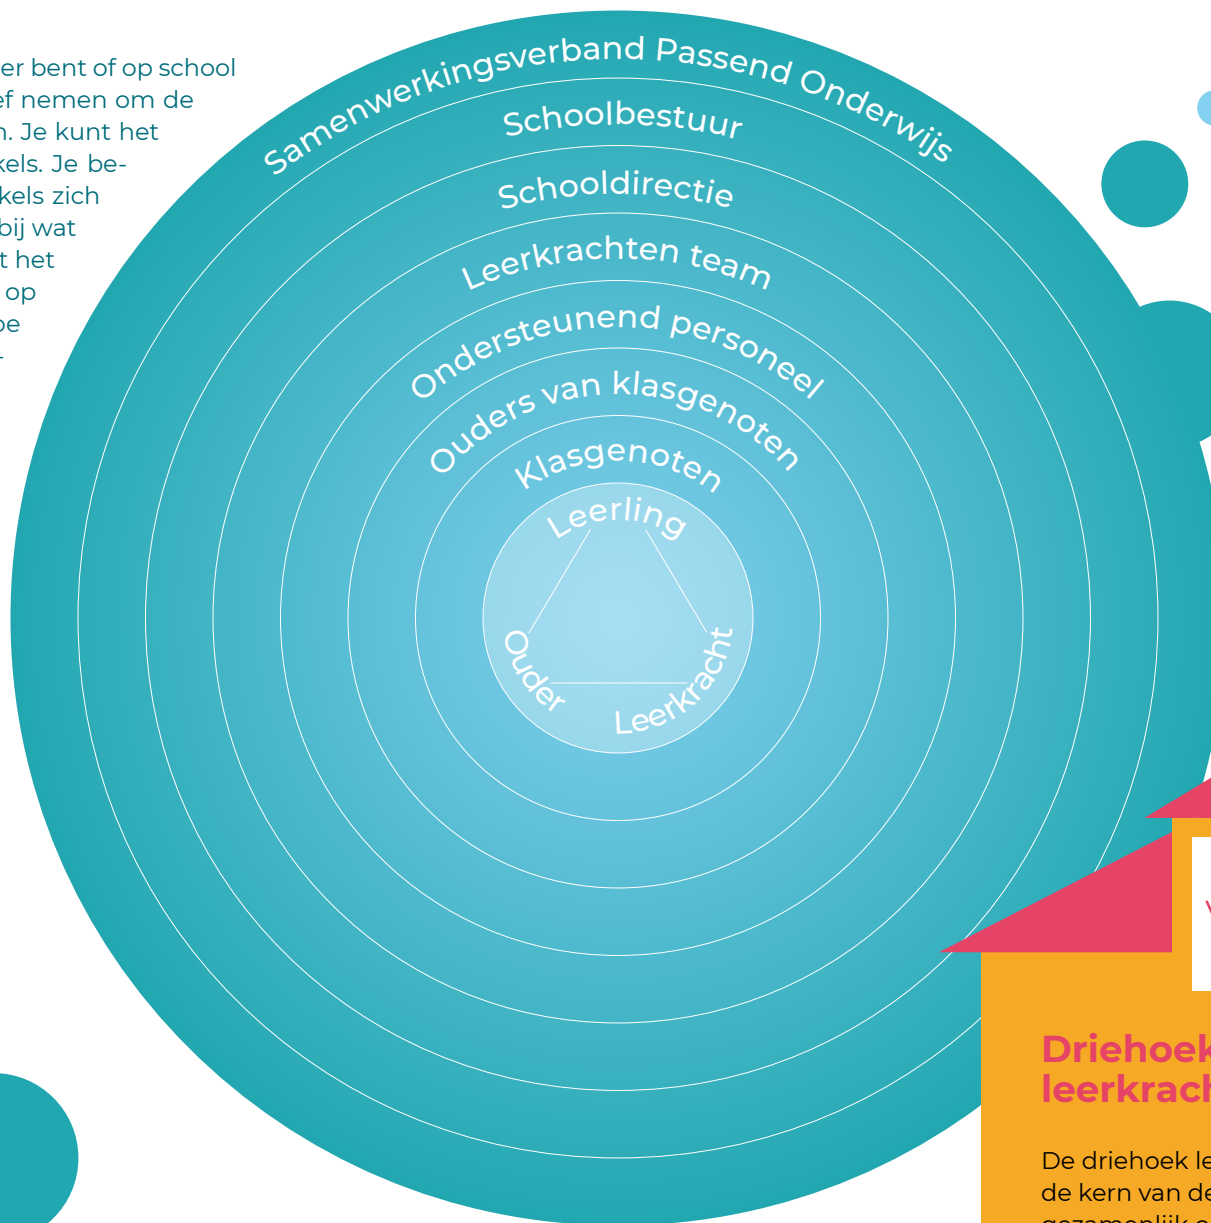 er bent of op school
ef nemen om de
n. Je kunt het
kels. Je be-
kels zich
bij wat
t het
op
oe
-
Samenwerkingsverband Passend Onderwijs
Schoolbestuur
Schooldirectie
Leerkrachten team
Ondersteunend personeel
Ouders van klasgenoten
Klasgenoten
Leerling
Ouder
Leerkracht
Driehoek
leerkrach
De driehoek le
de kern van de
gezamenlijk o